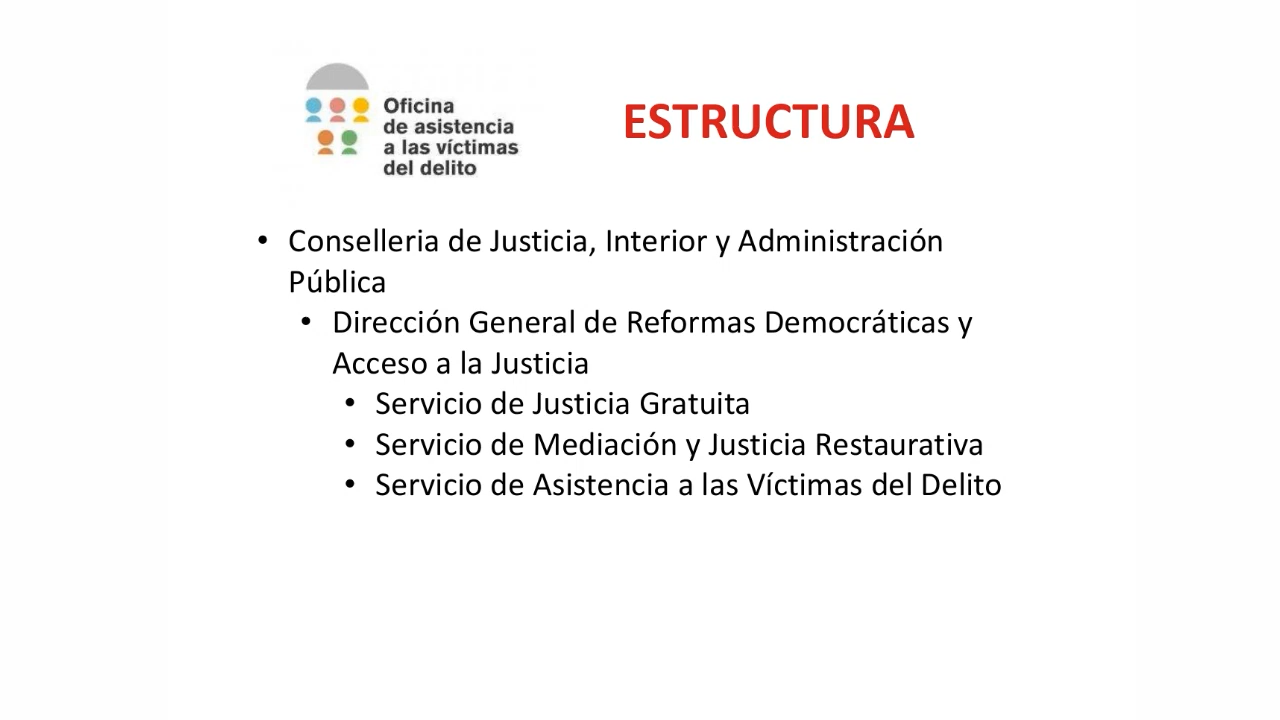 Oficina
de asistencia
a las víctimas
del delito
ESTRUCTURA
• Conselleria de Justicia, Interior y Administración
Pública
• Dirección General de Reformas Democráticas y
Acceso a la Justicia
• Servicio de Justicia Gratuita
• Servicio de Mediación y Justicia Restaurativa
• Servicio de Asistencia a las Víctimas del Delito